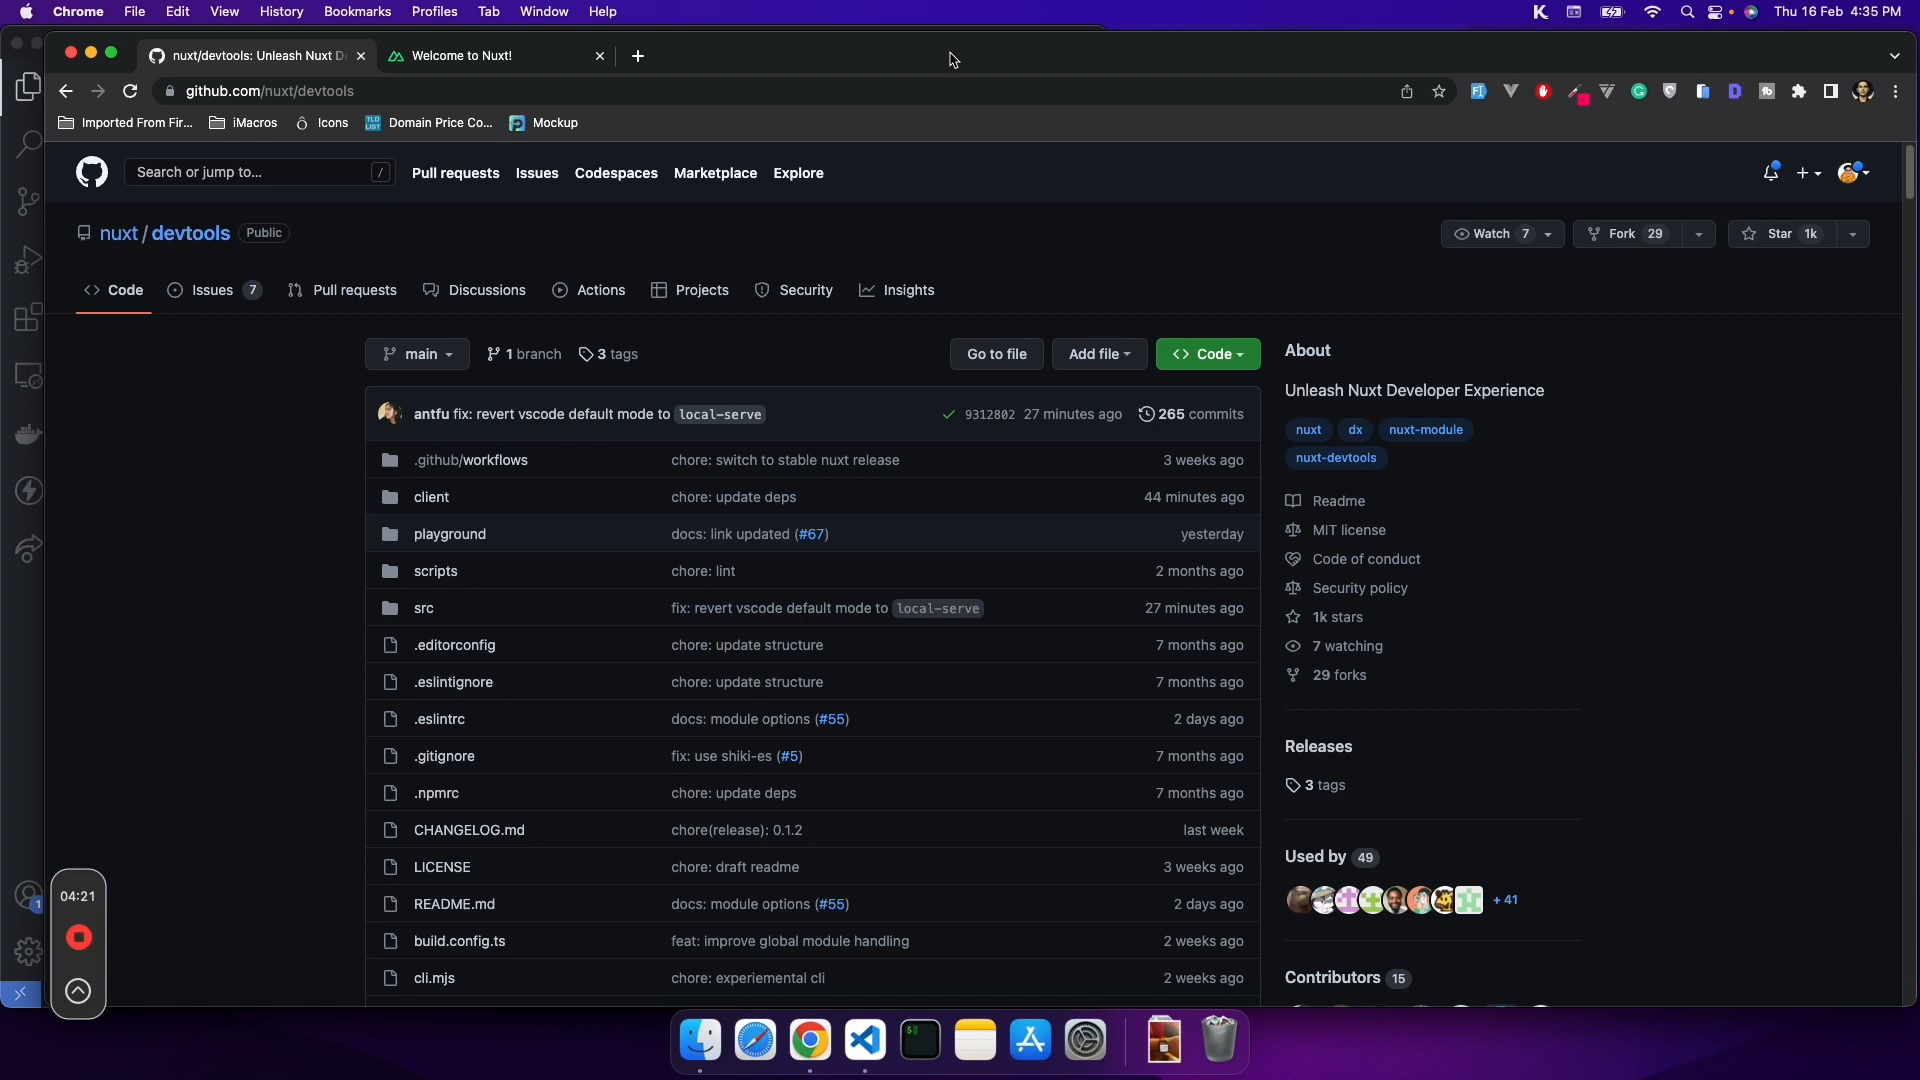 Chrome File Edit View History Bookmarks Profiles Tab Window Help
Thu 16 Feb 4:35 PM
nuxt/devtools: Unleash Nuxt D
Welcome to Nuxt!
github.com/nuxt/devtools
Imported From Fir... iMacros Icons Domain Price Co... Mockup
Search or jump to... /
Pull requests Issues Codespaces Marketplace Explore
nuxt / devtools Public
Watch 7
Fork 29
Star 1k
Code Issues 7 Pull requests Discussions Actions Projects Security Insights
main 1 branch 3 tags
Go to file Add file Code
antfu fix: revert vscode default mode to local-serve 9312802 27 minutes ago 265 commits
.github/workflows chore: switch to stable nuxt release 3 weeks ago
client chore: update deps 44 minutes ago
playground docs: link updated (#67) yesterday
scripts chore: lint 2 months ago
src fix: revert vscode default mode to local-serve 27 minutes ago
.editorconfig chore: update structure 7 months ago
.eslintignore chore: update structure 7 months ago
.eslintrc docs: module options (#55) 2 days ago
.gitignore fix: use shiki-es (#5) 7 months ago
.npmrc chore: update deps 7 months ago
CHANGELOG.md chore(release): 0.1.2 last week
LICENSE chore: draft readme 3 weeks ago
README.md docs: module options (#55) 2 days ago
build.config.ts feat: improve global module handling 2 weeks ago
cli.mjs chore: experiemental cli 2 weeks ago
About
Unleash Nuxt Developer Experience
nuxt dx nuxt-module
nuxt-devtools
Readme
MIT license
Code of conduct
Security policy
1k stars
7 watching
29 forks
Releases
3 tags
Used by 49
+ 41
Contributors 15
04:21
1